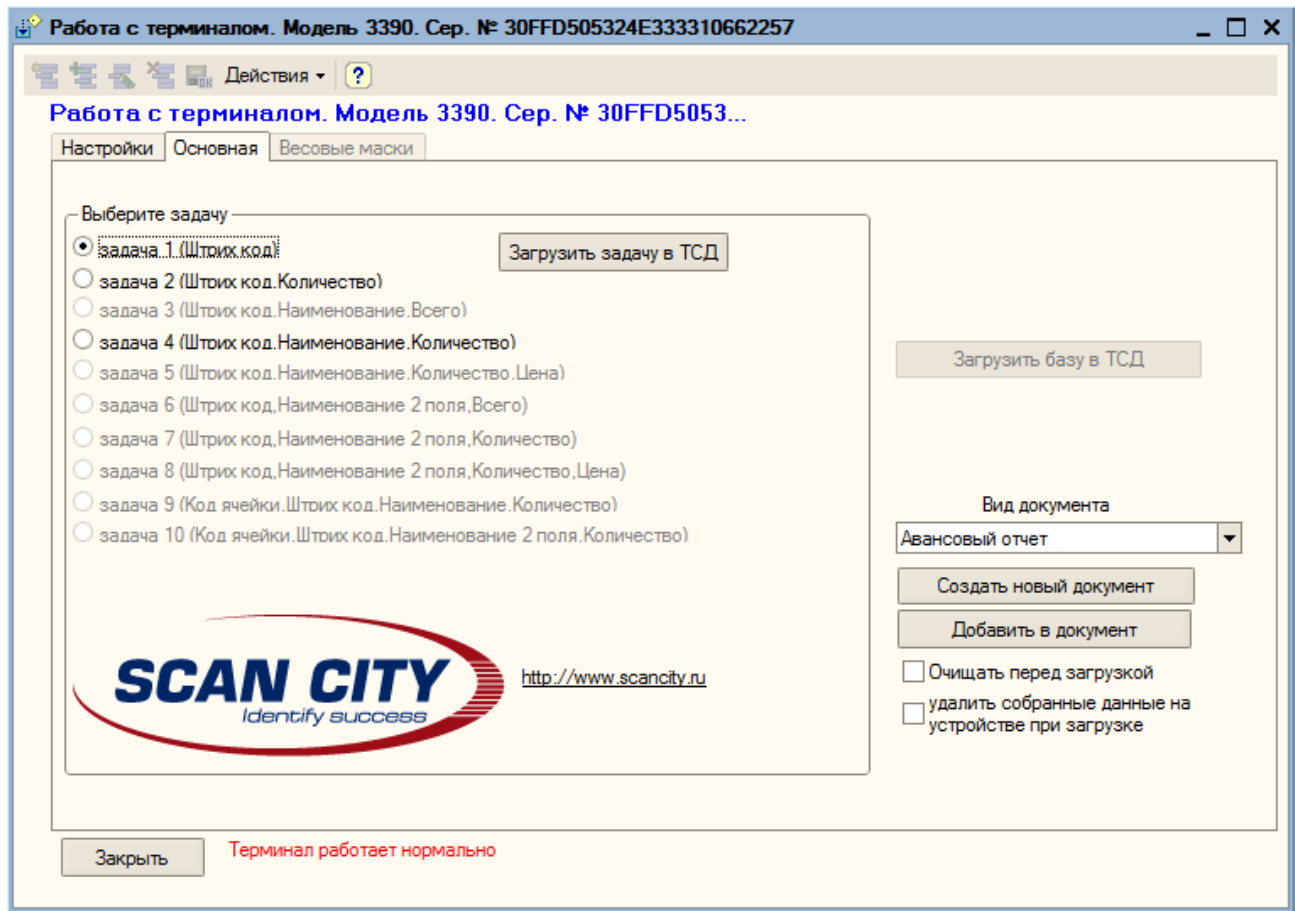 Работа с терминалом. Модель 3390. Сер. № 30FFD505324E333310662257
Действия ?
Работа с терминалом. Модель 3390. Сер. № 30FFD5053...
Настройки Основная Весовые маски
Выберите задачу
задача 1 (Штрих код)
Загрузить задачу в ТСД
задача 2 (Штрих код.Количество)
задача 3 (Штрих код.Наименование.Всего)
задача 4 (Штрих код.Наименование.Количество)
задача 5 (Штрих код.Наименование.Количество.Цена)
задача 6 (Штрих код,Наименование 2 поля,Всего)
задача 7 (Штрих код,Наименование 2 поля,Количество)
задача 8 (Штрих код,Наименование 2 поля,Количество,Цена)
задача 9 (Код ячейки.Штрих код.Наименование.Количество)
задача 10 (Код ячейки.Штрих код.Наименование 2 поля.Количество)
SCAN CITY
Identify success
http://www.scancity.ru
Загрузить базу в ТСД
Вид документа
Авансовый отчет
Создать новый документ
Добавить в документ
Очищать перед загрузкой
удалить собранные данные на
устройстве при загрузке
Закрыть
Терминал работает нормально